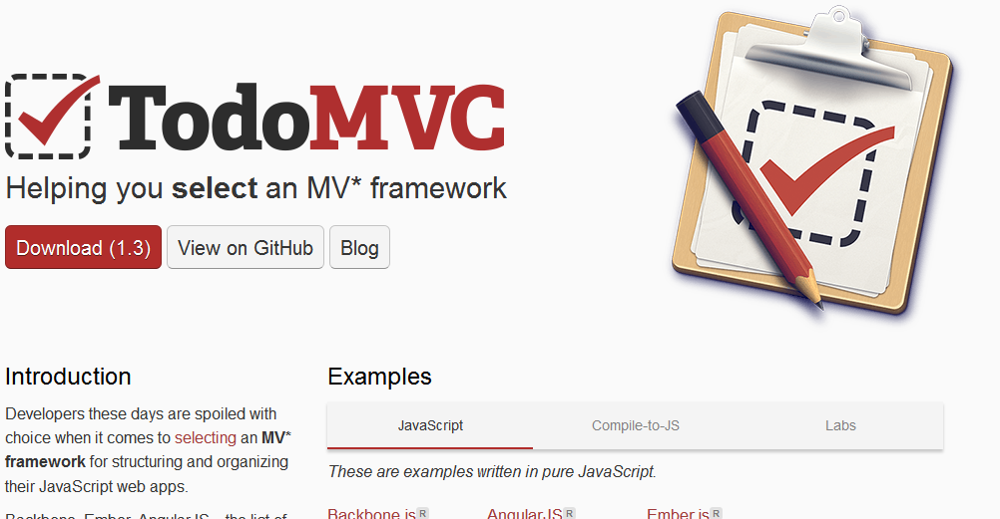 TodoMVC
Helping you select an MV* framework
Download (1.3)
View on GitHub
Blog
Introduction
Developers these days are spoiled with
choice when it comes to selecting an MV*
framework for structuring and organizing
their JavaScript web apps.
Backbone, Ember, AngularJS... the list of
Examples
JavaScript
Compile-to-JS
Labs
These are examples written in pure JavaScript.
Backbone.js R
AngularJS R
Ember.js R